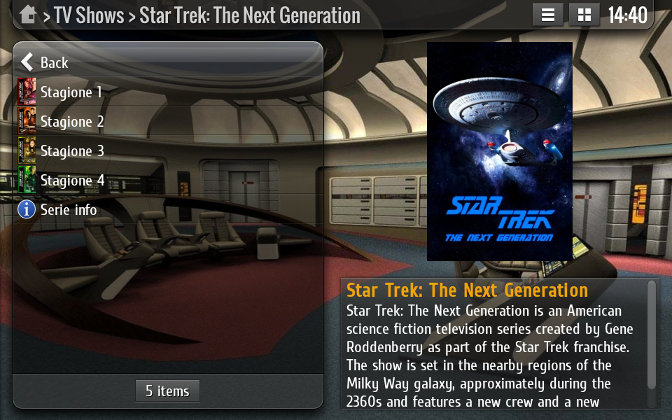 > TV Shows > Star Trek: The Next Generation
14:40
Back
Stagione 1
Stagione 2
Stagione 3
Stagione 4
Serie info
5 items
STAR TREK
THE NEXT GENERATION
Star Trek: The Next Generation
Star Trek: The Next Generation is an American
science fiction television series created by Gene
Roddenberry as part of the Star Trek franchise.
The show is set in the nearby regions of the
Milky Way galaxy, approximately during the
2360s and features a new crew and a new